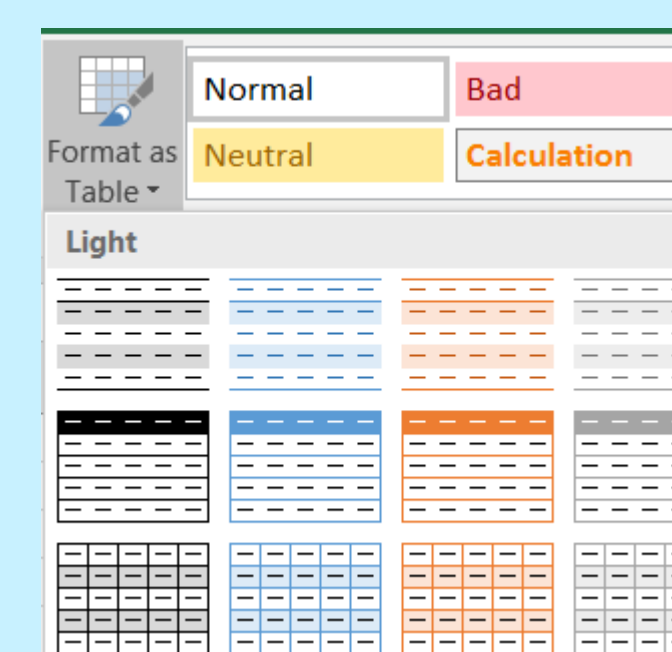 Normal
Bad
Format as
Table
Neutral
Calculation
Light